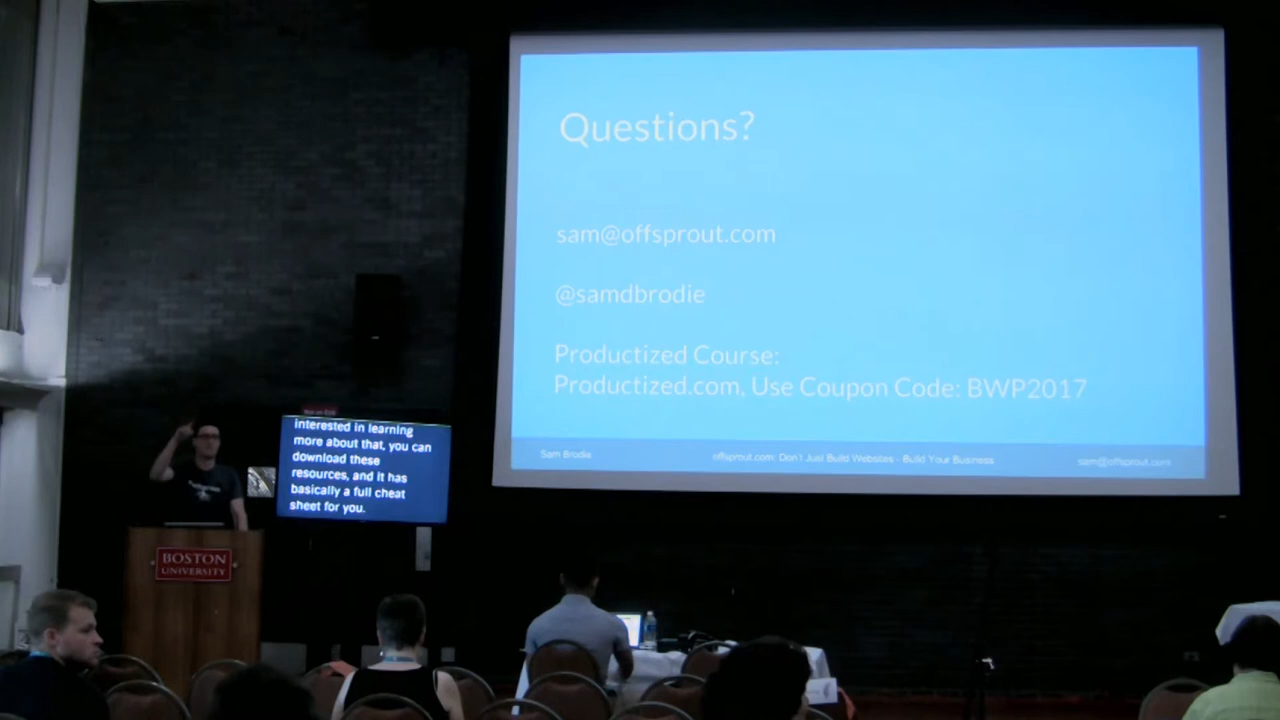 Questions?
sam@offsprout.com
@samdbrodie
Productized Course:
Productized.com, Use Coupon Code: BWP2017
Sam Brodie
offsprout.com: Don't Just Build Websites - Build Your Business
sam@offsprout.com
interested in learning
more about that, you can
download these
resources, and it has
basically a full cheat
sheet for you.
BOSTON
UNIVERSITY